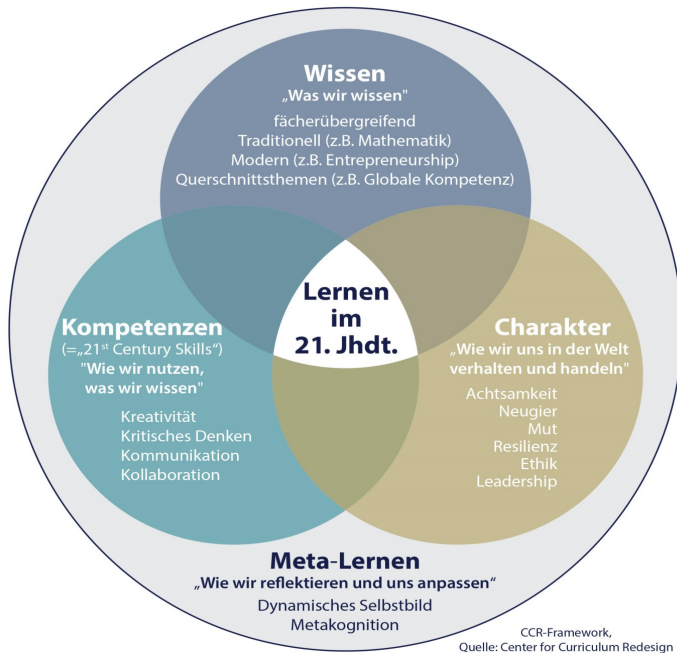 Wissen
„Was wir wissen"
fächerübergreifend
Traditionell (z.B. Mathematik)
Modern (z.B. Entrepreneurship)
Querschnittsthemen (z.B. Globale Kompetenz)
Lernen
im
21. Jhdt.
Kompetenzen
(=„21st Century Skills“)
"Wie wir nutzen,
was wir wissen"
Kreativität
Kritisches Denken
Kommunikation
Kollaboration
Charakter
„Wie wir uns in der Welt
verhalten und handeln"
Achtsamkeit
Neugier
Mut
Resilienz
Ethik
Leadership
Meta-Lernen
„Wie wir reflektieren und uns anpassen“
Dynamisches Selbstbild
Metakognition
CCR-Framework,
Quelle: Center for Curriculum Redesign